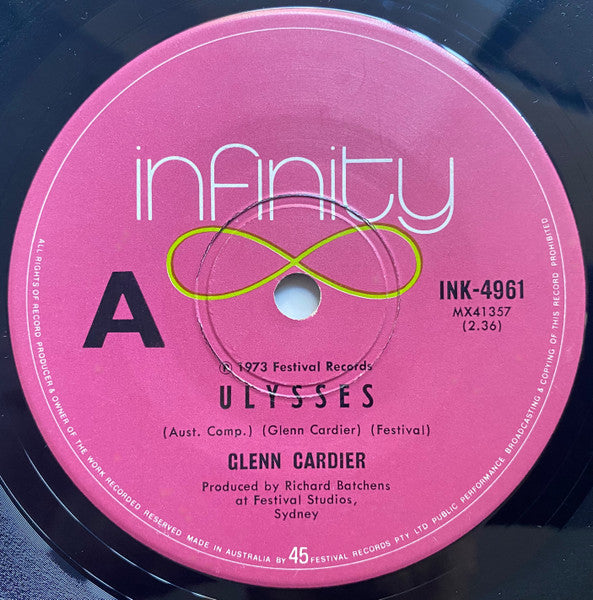 infinity
A
INK-4961
MX41357
(2.36)
℗ 1973 Festival Records
ULYSSES
(Aust. Comp.) (Glenn Cardier) (Festival)
GLENN CARDIER
Produced by Richard Batchens
at Festival Studios,
Sydney
ALL RIGHTS OF RECORD PRODUCER & OWNER OF THE WORK RECORDED RESERVED MADE IN AUSTRALIA BY 45 FESTIVAL RECORDS PTY LTD PUBLIC PERFORMANCE BROADCASTING & COPYING OF THIS RECORD PROHIBITED